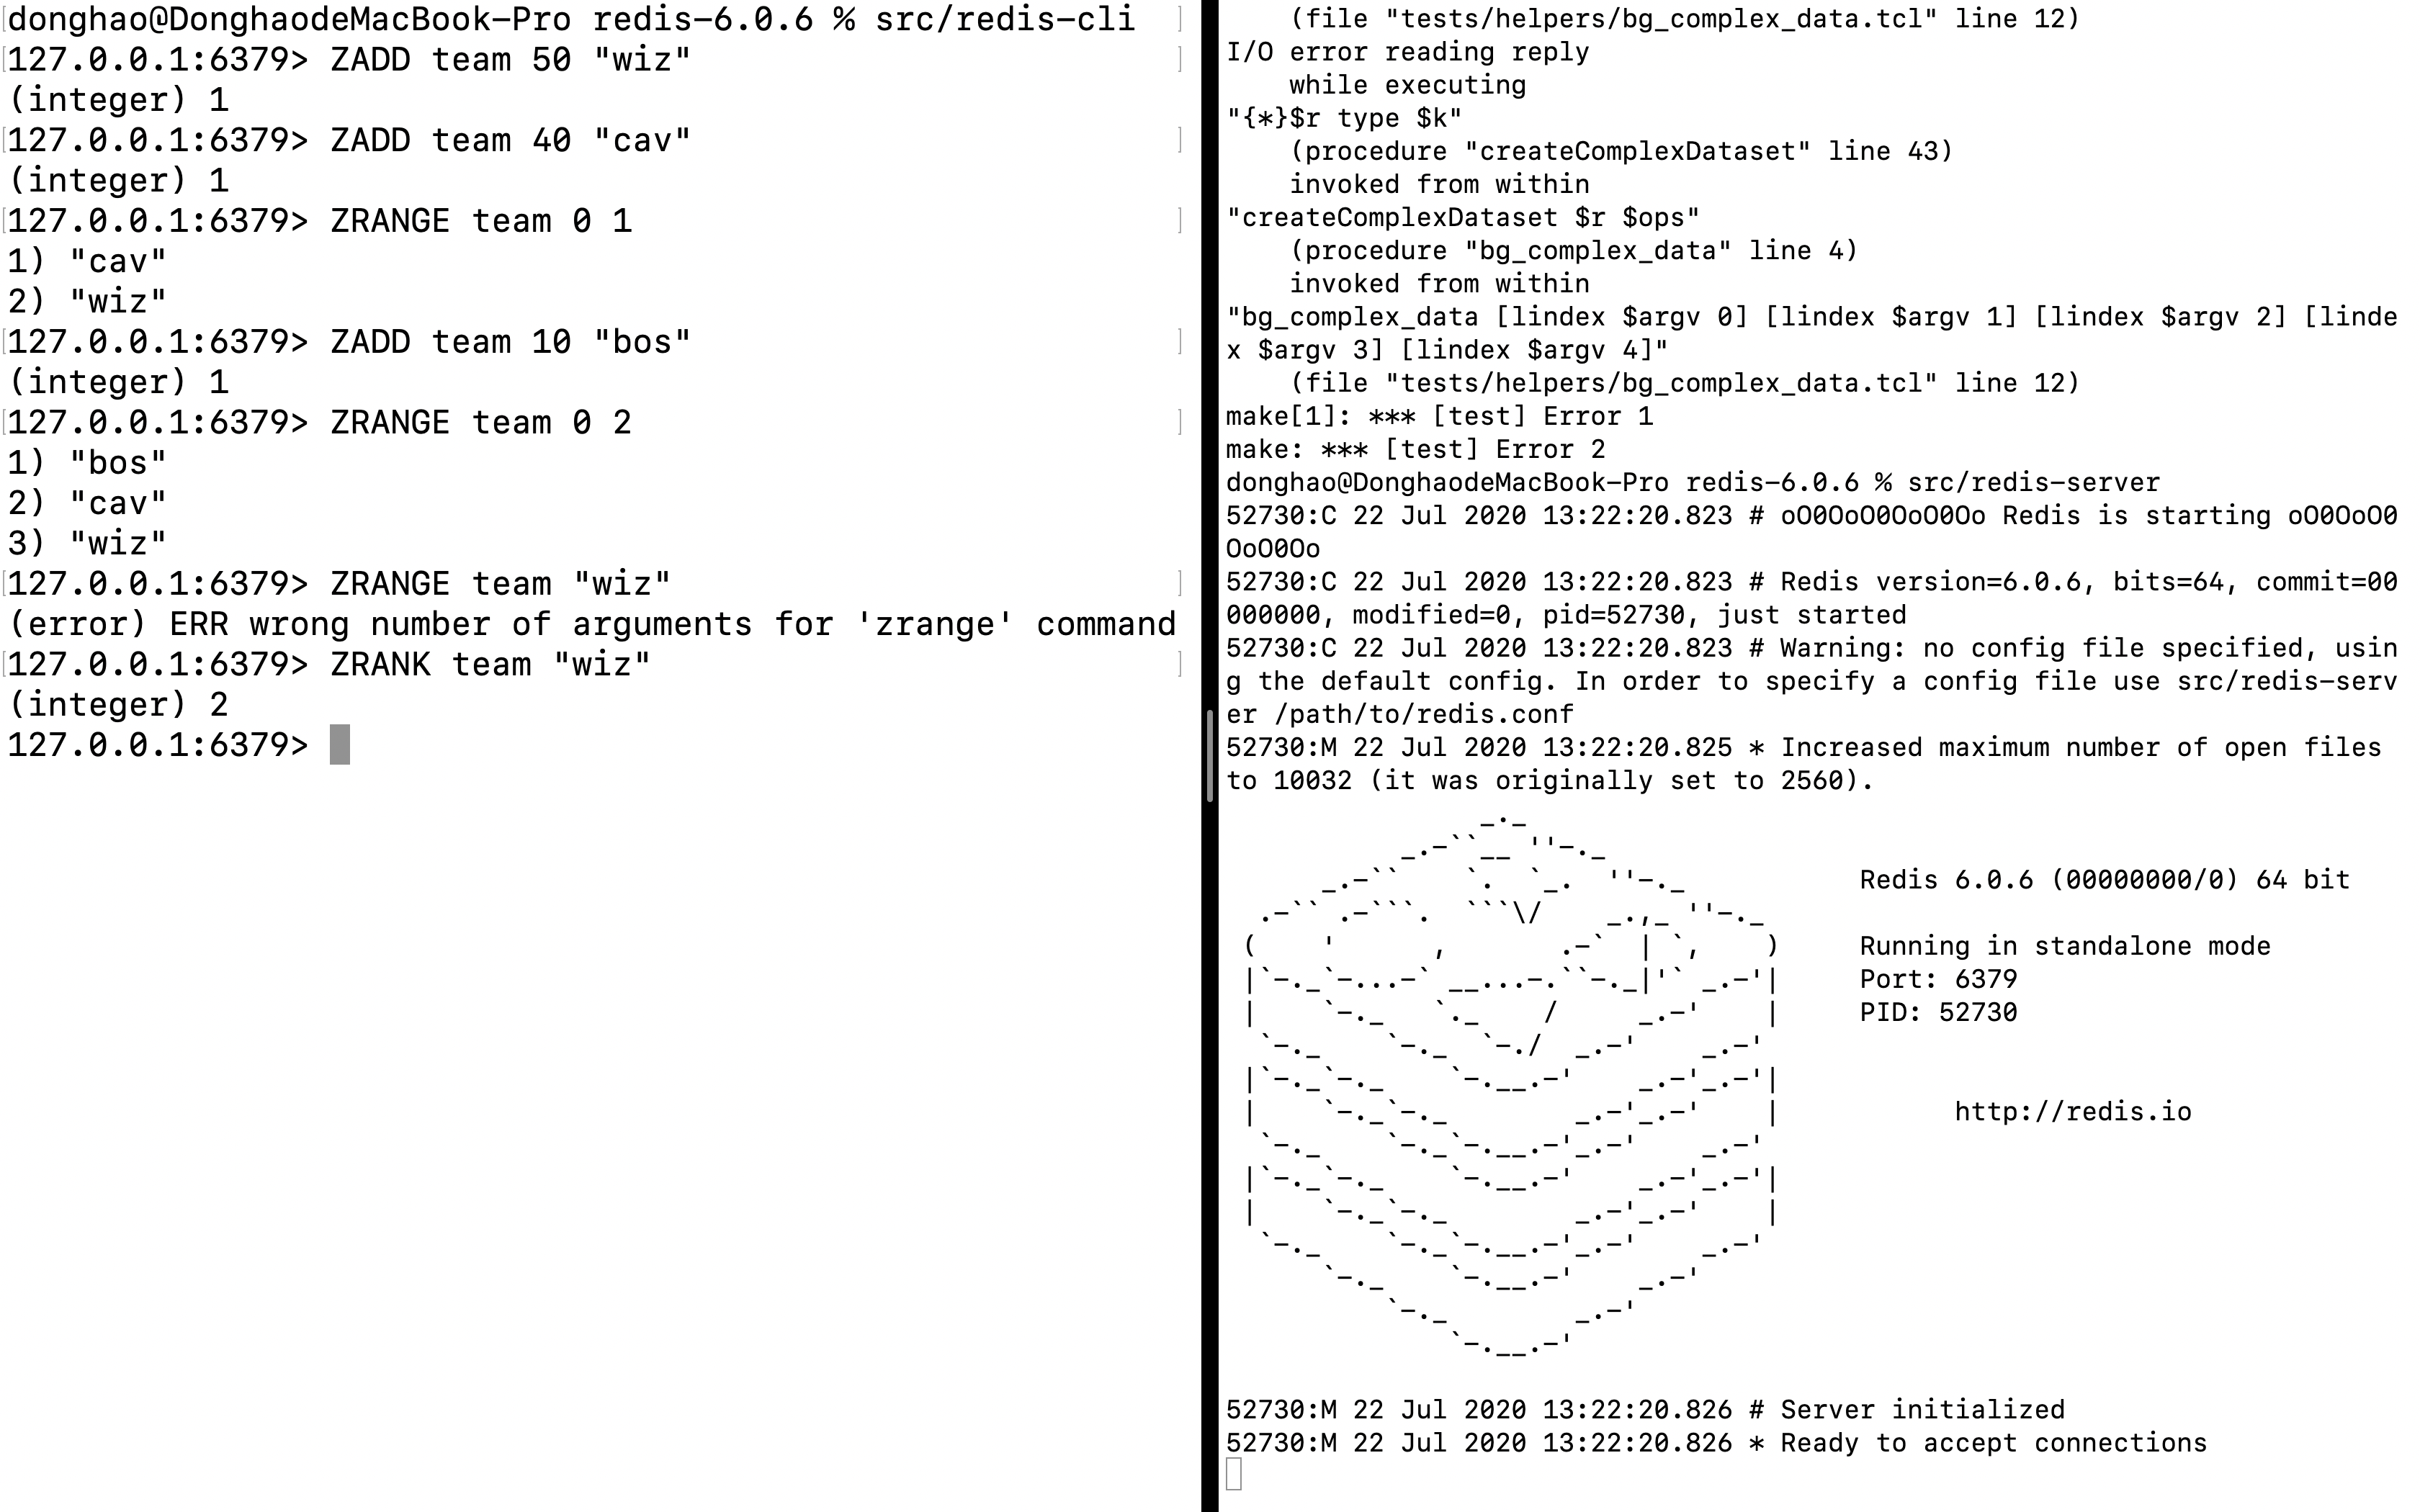 donghao@DonghaodeMacBook-Pro redis-6.0.6 % src/redis-cli
127.0.0.1:6379> ZADD team 50 "wiz"
(integer) 1
127.0.0.1:6379> ZADD team 40 "cav"
(integer) 1
127.0.0.1:6379> ZRANGE team 0 1
1) "cav"
2) "wiz"
127.0.0.1:6379> ZADD team 10 "bos"
(integer) 1
127.0.0.1:6379> ZRANGE team 0 2
1) "bos"
2) "cav"
3) "wiz"
127.0.0.1:6379> ZRANGE team "wiz"
(error) ERR wrong number of arguments for 'zrange' command
127.0.0.1:6379> ZRANK team "wiz"
(integer) 2
127.0.0.1:6379>
(file "tests/helpers/bg_complex_data.tcl" line 12)
I/O error reading reply
while executing
"{*}$r type $k"
(procedure "createComplexDataset" line 43)
invoked from within
"createComplexDataset $r $ops"
(procedure "bg_complex_data" line 4)
invoked from within
"bg_complex_data [lindex $argv 0] [lindex $argv 1] [lindex $argv 2] [linde
x $argv 3] [lindex $argv 4]"
(file "tests/helpers/bg_complex_data.tcl" line 12)
make[1]: *** [test] Error 1
make: *** [test] Error 2
donghao@DonghaodeMacBook-Pro redis-6.0.6 % src/redis-server
52730:C 22 Jul 2020 13:22:20.823 # oO0OoO0OoO0Oo Redis is starting oO0OoO0
OoO0Oo
52730:C 22 Jul 2020 13:22:20.823 # Redis version=6.0.6, bits=64, commit=00
000000, modified=0, pid=52730, just started
52730:C 22 Jul 2020 13:22:20.823 # Warning: no config file specified, usin
g the default config. In order to specify a config file use src/redis-serv
er /path/to/redis.conf
52730:M 22 Jul 2020 13:22:20.825 * Increased maximum number of open files
to 10032 (it was originally set to 2560).
Redis 6.0.6 (00000000/0) 64 bit
Running in standalone mode
Port: 6379
PID: 52730
http://redis.io
52730:M 22 Jul 2020 13:22:20.826 # Server initialized
52730:M 22 Jul 2020 13:22:20.826 * Ready to accept connections